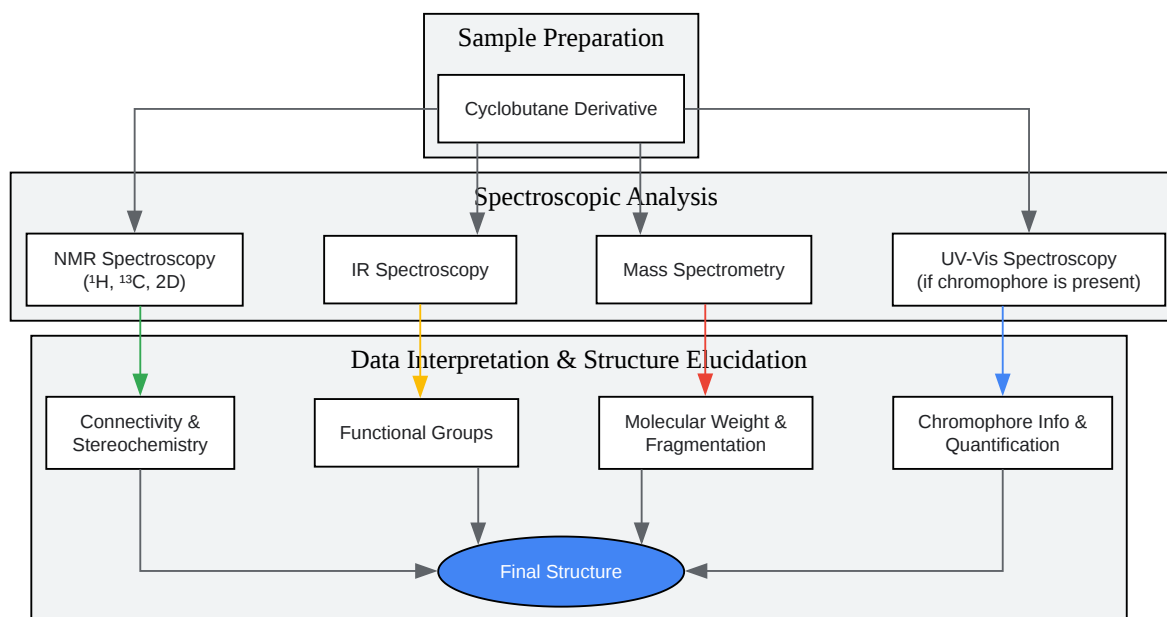 Sample Preparation
Cyclobutane Derivative
Spectroscopic Analysis
NMR Spectroscopy
(¹H, ¹³C, 2D)
IR Spectroscopy
Mass Spectrometry
UV-Vis Spectroscopy
(if chromophore is present)
Data Interpretation & Structure Elucidation
Connectivity &
Stereochemistry
Functional Groups
Molecular Weight &
Fragmentation
Chromophore Info &
Quantification
Final Structure